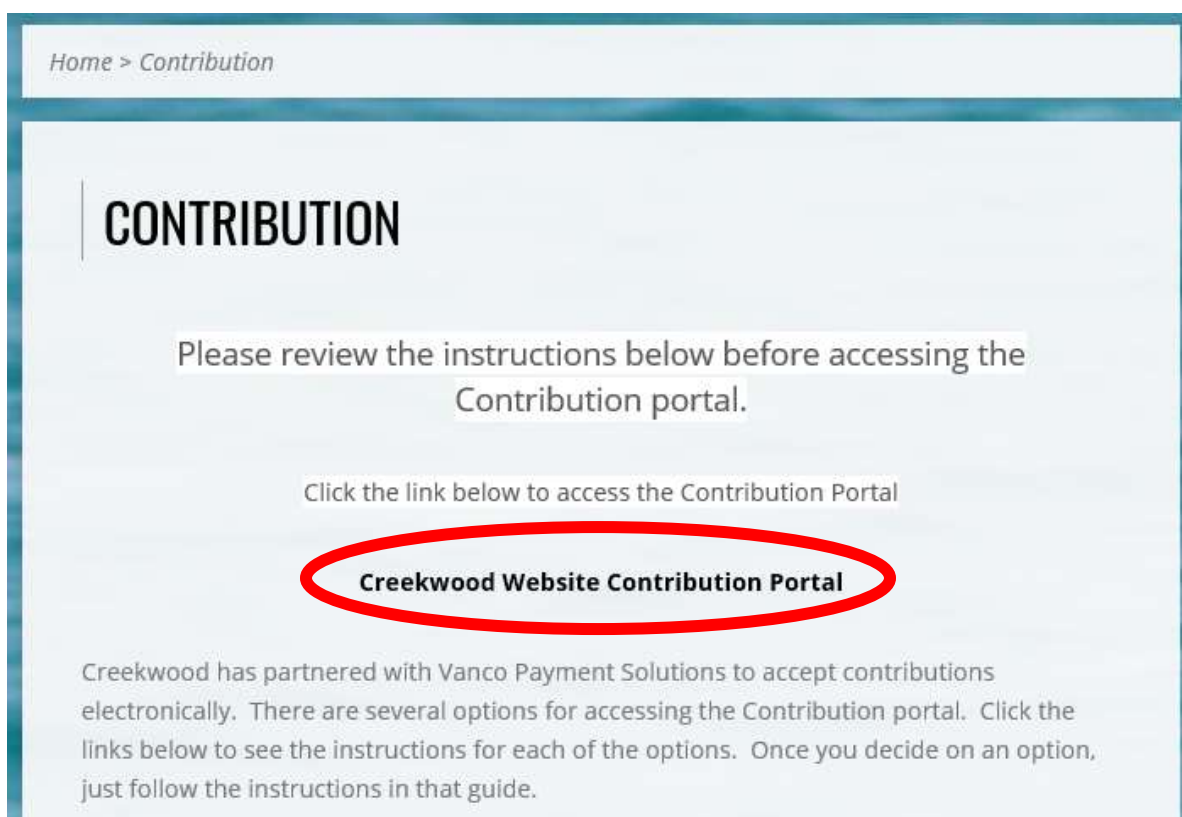 Home > Contribution
CONTRIBUTION
Please review the instructions below before accessing the
Contribution portal.
Click the link below to access the Contribution Portal
Creekwood Website Contribution Portal
Creekwood has partnered with Vanco Payment Solutions to accept contributions
electronically.  There are several options for accessing the Contribution portal.  Click the
links below to see the instructions for each of the options.  Once you decide on an option,
just follow the instructions in that guide.